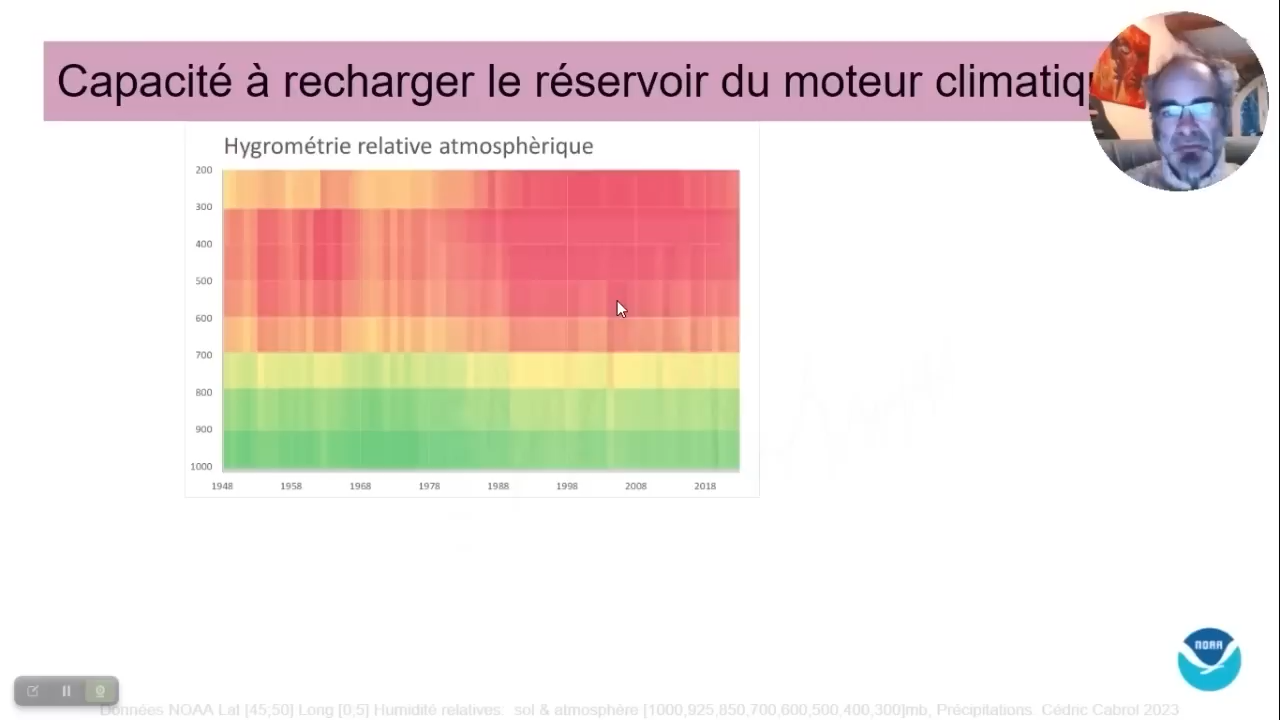 Capacité à recharger le réservoir du moteur climatiq
Hygrométrie relative atmosphèrique
200
300
400
500
600
700
800
900
1000
1948 1958 1968 1978 1988 1998 2008 2018
NOAA
Données NOAA Lat [45;50] Long [0,5] Humidité relatives: sol & atmosphère [1000,925,850,700,600,500,400,300]mb, Précipitations. Cédric Cabrol 2023